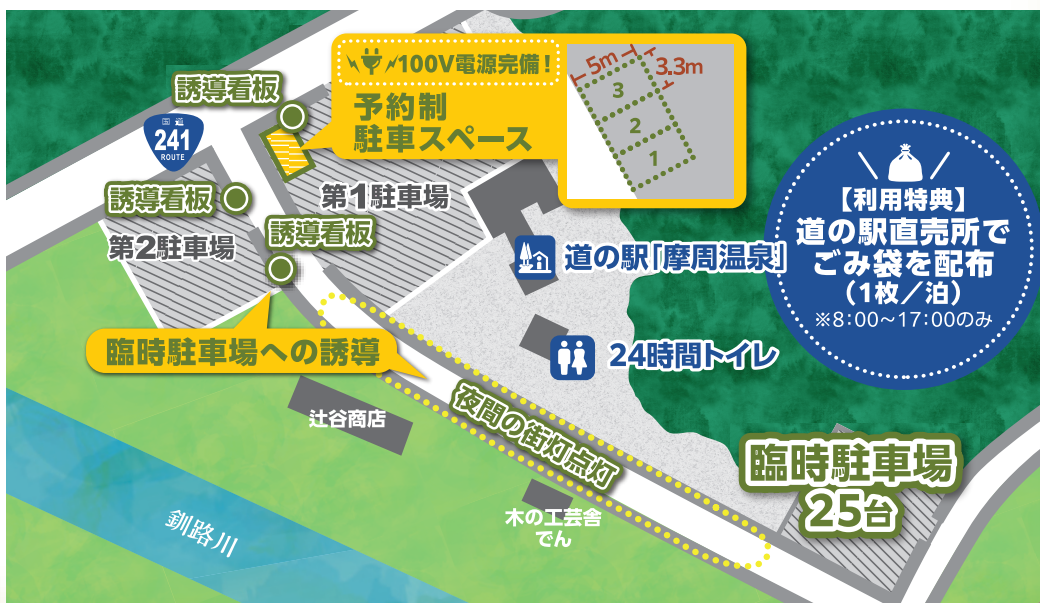 100V電源完備！
予約制
駐車スペース
5m
3.3m
3
2
1
誘導看板
国道
241
ROUTE
誘導看板
第2駐車場
第1駐車場
誘導看板
臨時駐車場への誘導
道の駅「摩周温泉」
24時間トイレ
【利用特典】
道の駅直売所で
ごみ袋を配布
（1枚／泊）
※8：00～17：00のみ
辻谷商店
夜間の街灯点灯
木の工芸舎
でん
釧路川
臨時駐車場
25台